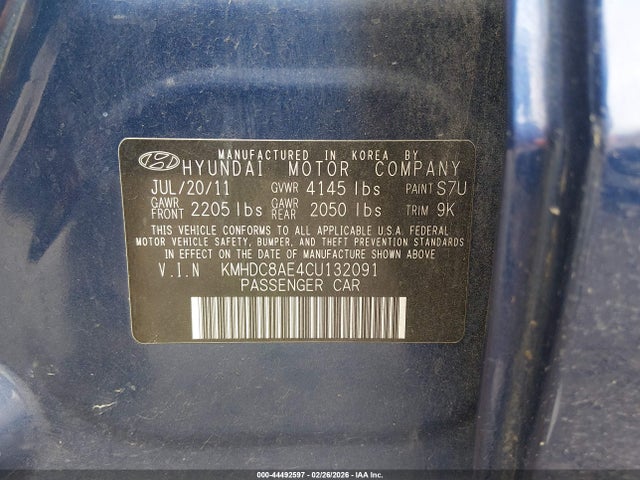 MANUFACTURED IN KOREA BY
HYUNDAI MOTOR COMPANY
JUL/20/11 GVWR 4145 lbs PAINT S7U
GAWR FRONT 2205 lbs GAWR REAR 2050 lbs TRIM 9K
THIS VEHICLE CONFORMS TO ALL APPLICABLE U.S.A FEDERAL
MOTOR VEHICLE SAFETY, BUMPER, AND THEFT PREVENTION STANDARDS
IN EFFECT ON THE DATE OF MANUFACTURE SHOWN ABOVE.
V.I.N KMHDC8AE4CU132091
PASSENGER CAR
000-44492597 - 02/26/2026 - IAA Inc.